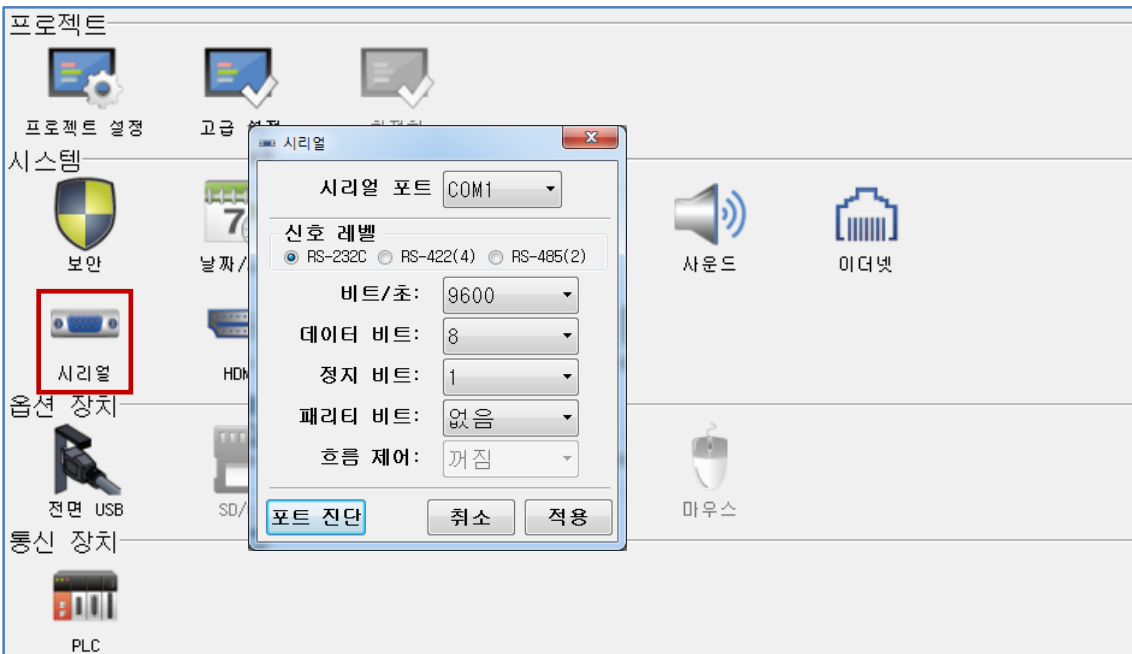 프로젝트
프로젝트 설정
고급
시스템
보안
날짜/
사운드
이더넷
시리얼
HDM
옵션 장치
전면 USB
SD/
마우스
통신 장치
PLC
시리얼
시리얼 포트 COM1
신호 레벨
RS-232C RS-422(4) RS-485(2)
비트/초: 9600
데이터 비트: 8
정지 비트: 1
패리티 비트: 없음
흐름 제어: 꺼짐
포트 진단 취소 적용
7